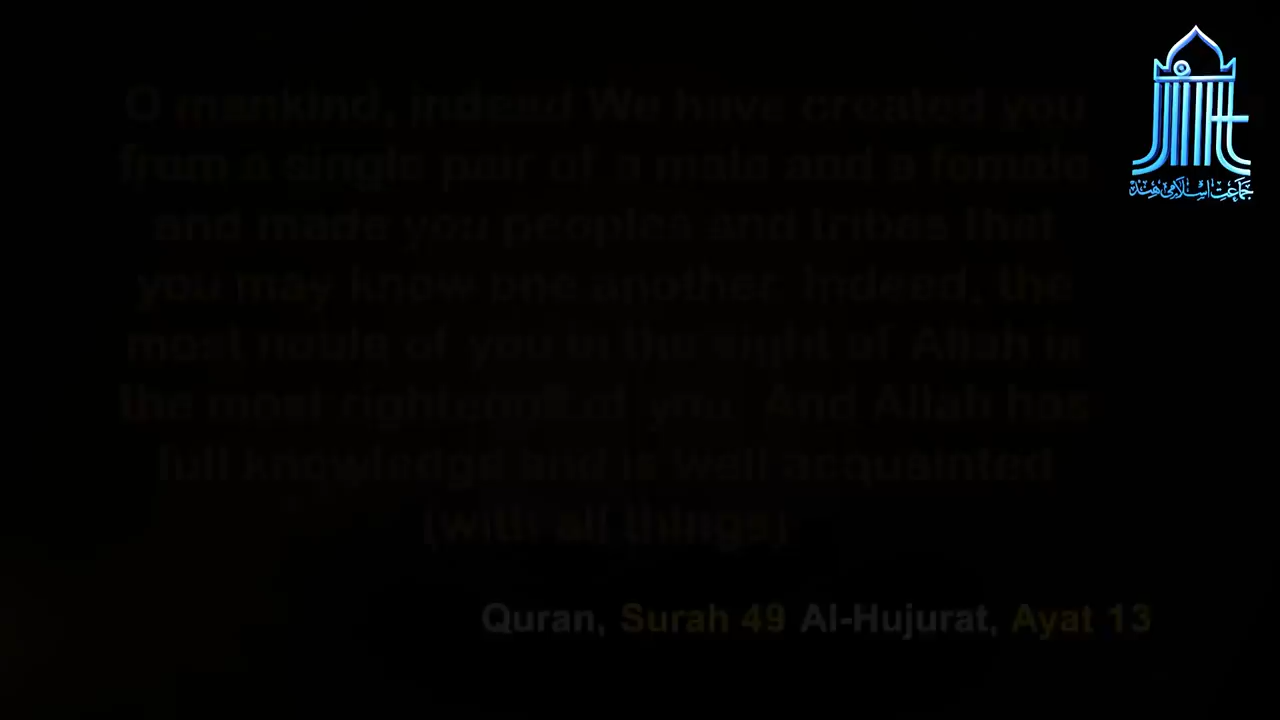 O mankind, indeed We have created you
from a single pair of a male and a female
and made you peoples and tribes that
you may know one another. Indeed, the
most noble of you in the Sight of Allah is
the most of you. And Allah has
full knowledge and is well acquainted
(with all things)
Quran, Surah 49 Al-Hujurat, Ayat 13
جماعت اسلامی ہند